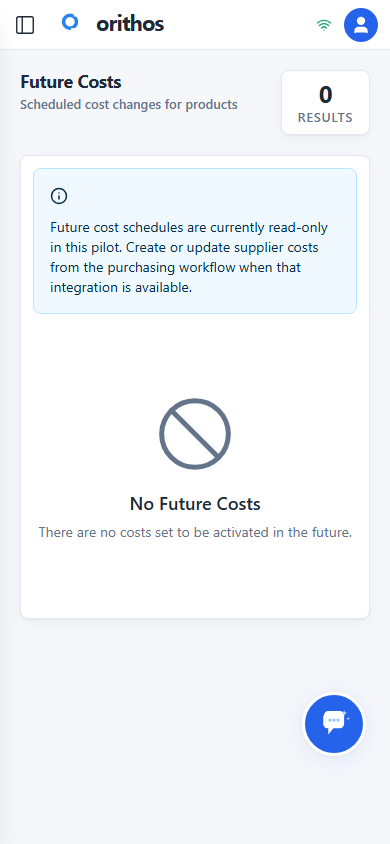 orithos
Future Costs
Scheduled cost changes for products
0
RESULTS
Future cost schedules are currently read-only
in this pilot. Create or update supplier costs
from the purchasing workflow when that
integration is available.
No Future Costs
There are no costs set to be activated in the future.